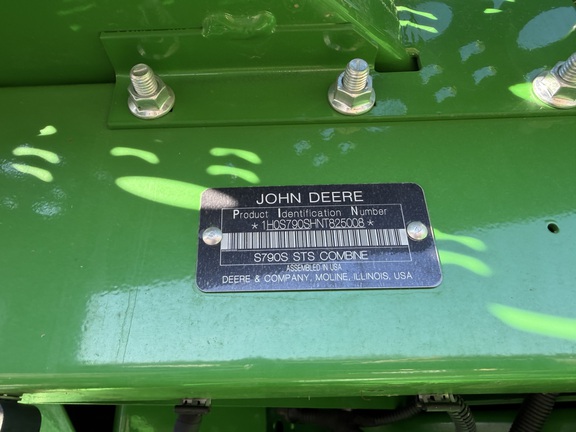 JOHN DEERE
Product Identification Number
*1H0S790SHNT825008*
S790S STS COMBINE
ASSEMBLED IN USA
DEERE & COMPANY, MOLINE, ILLINOIS, USA